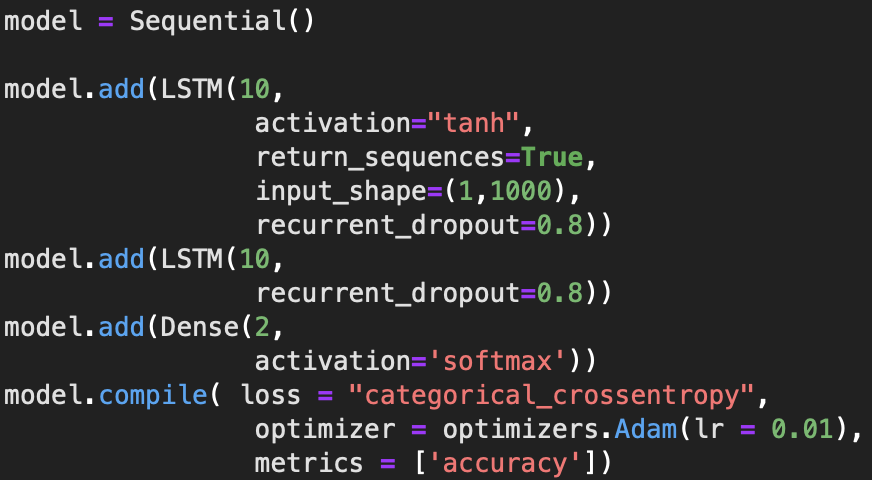 model = Sequential()
model.add(LSTM(10,
activation="tanh",
return_sequences=True,
input_shape=(1,1000),
recurrent_dropout=0.8))
model.add(LSTM(10,
recurrent_dropout=0.8))
model.add(Dense(2,
activation='softmax'))
model.compile( loss = "categorical_crossentropy",
optimizer = optimizers.Adam(lr = 0.01),
metrics = ['accuracy'])